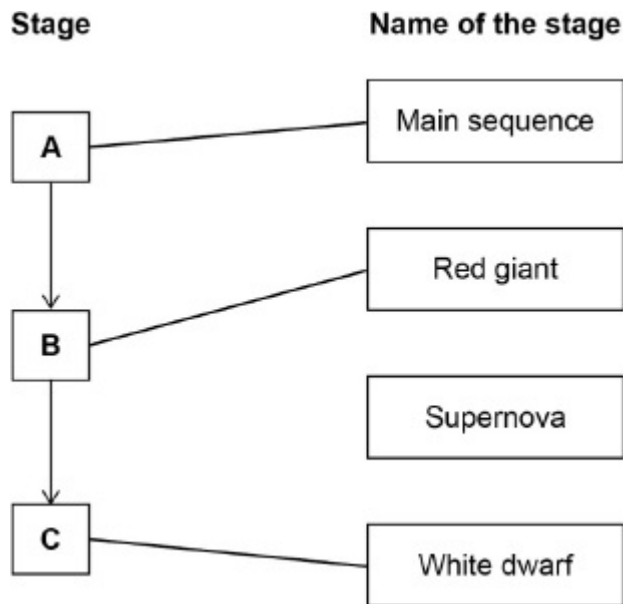 Stage
Name of the stage
A
Main sequence
Red giant
B
Supernova
C
White dwarf